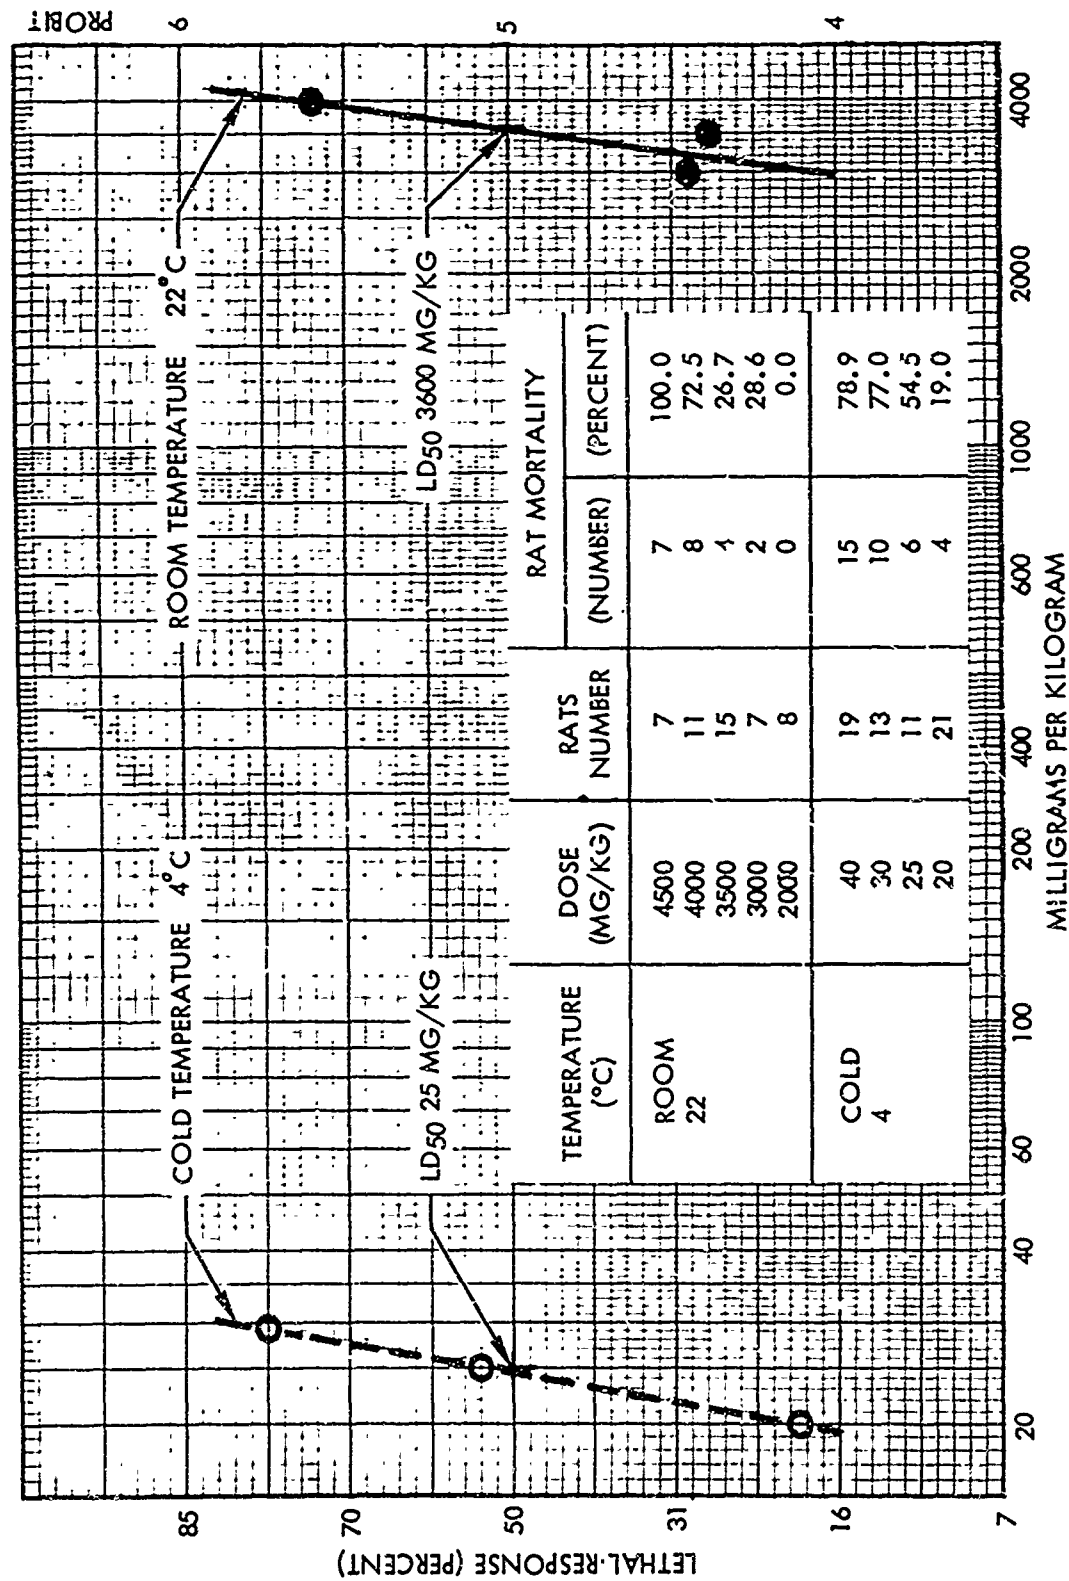 PROBIT
6
5
4
COLD TEMPERATURE 4°C
ROOM TEMPERATURE 22°C
LD50 25 MG/KG
LD50 3600 MG/KG
LETHAL-RESPONSE (PERCENT)
85
70
50
31
16
7
TEMPERATURE (°C) DOSE (MG/KG) RATS NUMBER RAT MORTALITY
(NUMBER) (PERCENT)
ROOM 4500 7 7 100.0
22 4000 11 8 72.5
3500 15 4 26.7
3000 7 2 28.6
2000 8 0 0.0
COLD 40 19 15 78.9
4 30 13 10 77.0
25 11 6 54.5
20 21 4 19.0
20 40 60 100 200 400 600 1000 2000 4000
MILLIGRAMS PER KILOGRAM